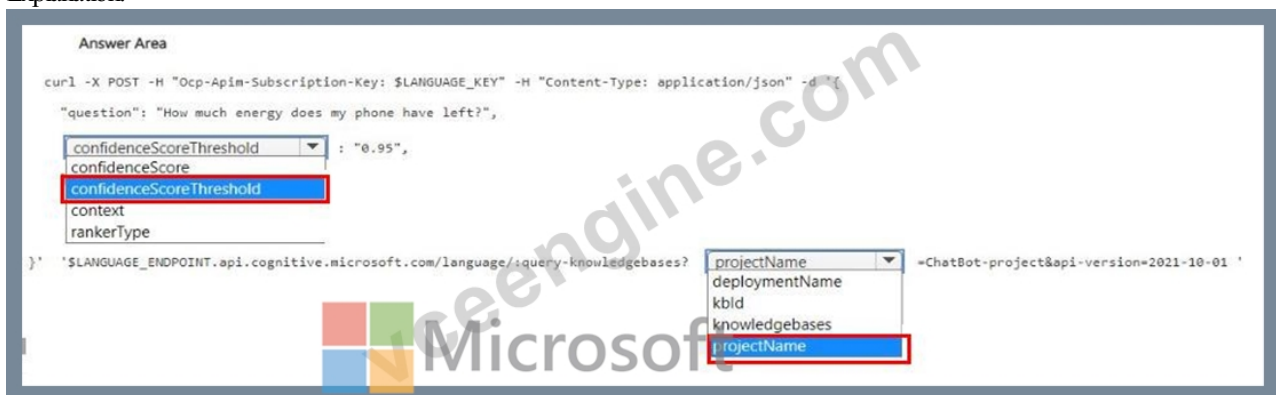 Answer Area
curl -X POST -H "Ocp-Apim-Subscription-Key: $LANGUAGE_KEY" -H "Content-Type: application/json" -d '{
"question": "How much energy does my phone have left?",
confidenceScoreThreshold : "0.95",
confidenceScore
confidenceScoreThreshold
context
rankerType
}' '$LANGUAGE_ENDPOINT.api.cognitive.microsoft.com/language/:query-knowledgebases? projectName =ChatBot-project&api-version=2021-10-01 '
deploymentName
kbId
knowledgebases
projectName
Microsoft
vceengine.com